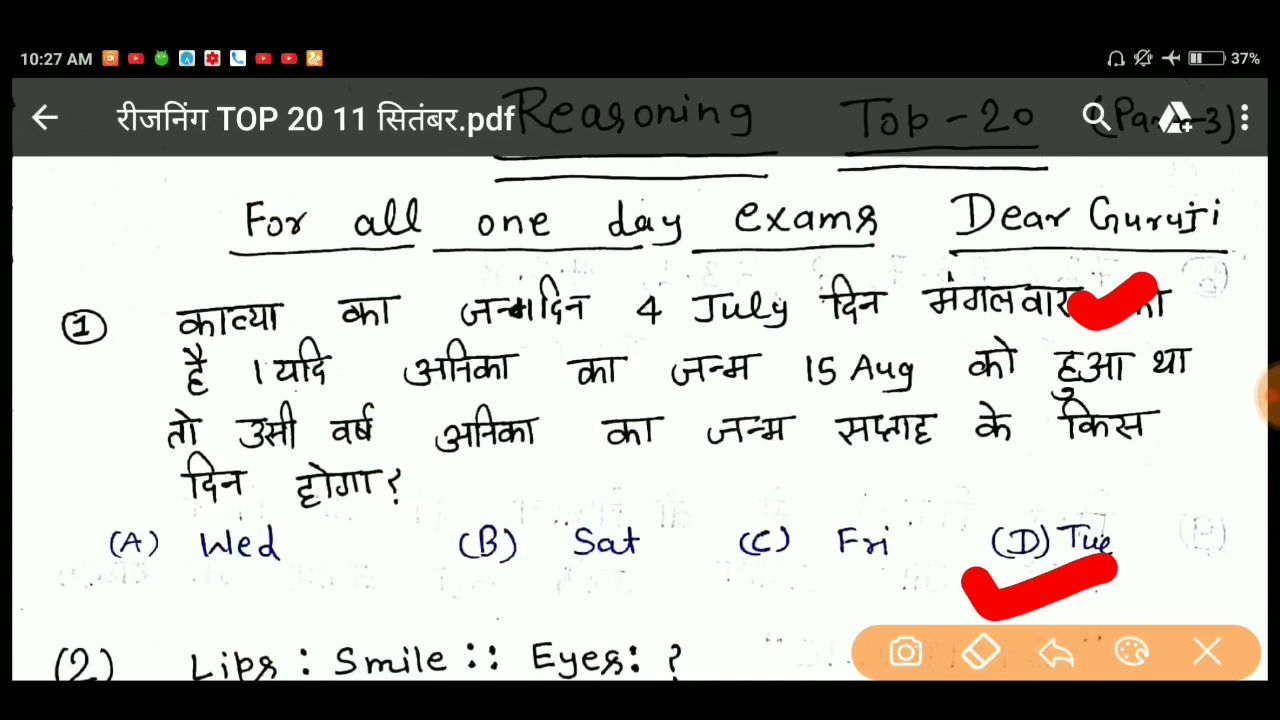 10:27 AM
37%
रीजनिंग TOP 20 11 सितंबर.pdf
Reasoning Top-20
For all one day exams Dear Guruji
① काव्या का जन्मदिन 4 July दिन मंगलवार
है । यदि अनिका का जन्म 15 Aug को हुआ था
तो उसी वर्ष अनिका का जन्म सप्ताह के किस
दिन होगा?
(A) Wed (B) Sat (C) Fri (D) Tue
(2) Lips : Smile :: Eyes: ?